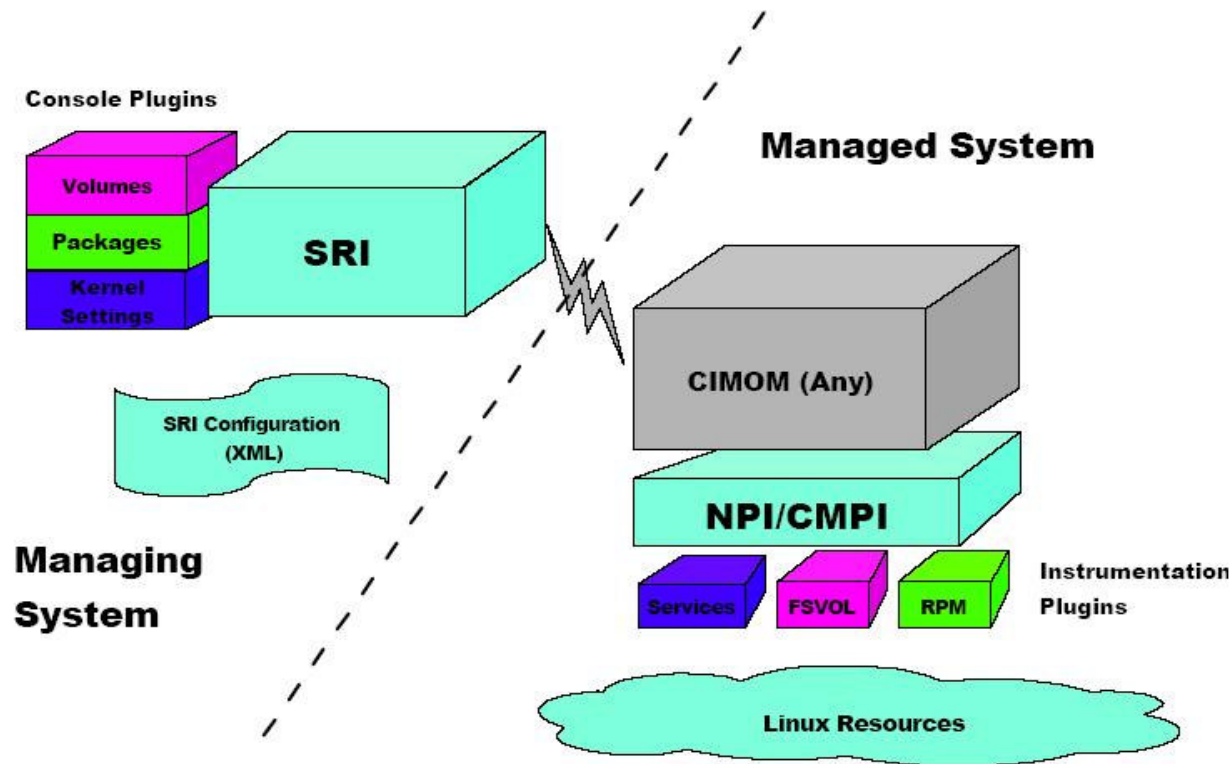 Console Plugins
Volumes
Packages
Kernel
Settings
SRI
SRI Configuration
(XML)
Managing
System
Managed System
CIMOM (Any)
NPI/CMPI
Services
FSVOL
RPM
Instrumentation
Plugins
Linux Resources